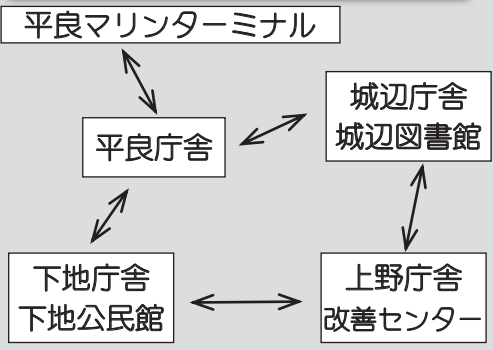 平良マリンターミナル
城辺庁舎
城辺図書館
平良庁舎
下地庁舎
下地公民館
上野庁舎
改善センター